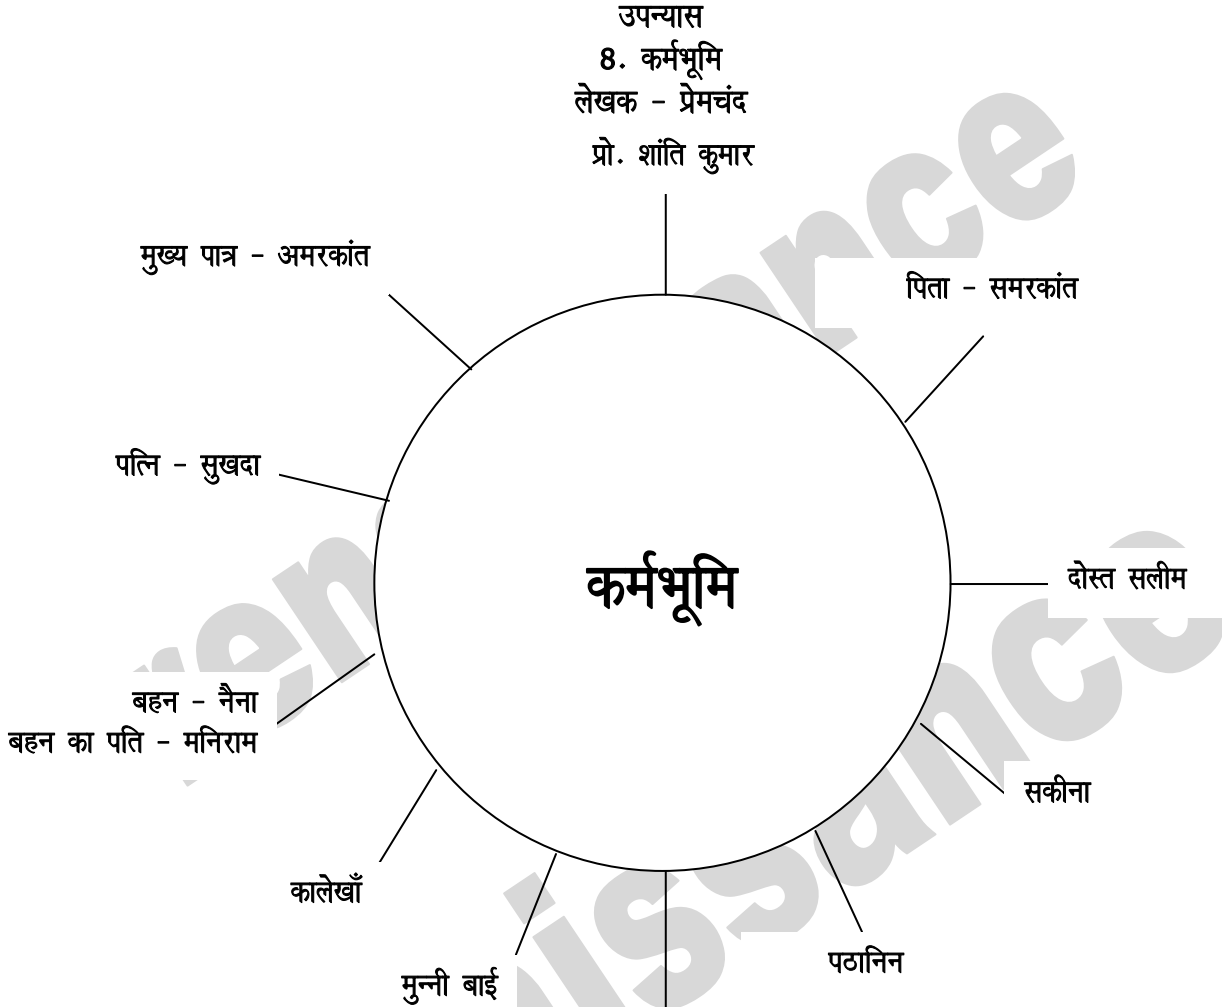 उपन्यास
8. कर्मभूमि
लेखक - प्रेमचंद
प्रो. शांति कुमार
मुख्य पात्र - अमरकांत
पिता - समरकांत
पत्नि - सुखदा
कर्मभूमि
दोस्त सलीम
बहन - नैना
बहन का पति - मनिराम
सकीना
कालेखाँ
पठानिन
मुन्नी बाई